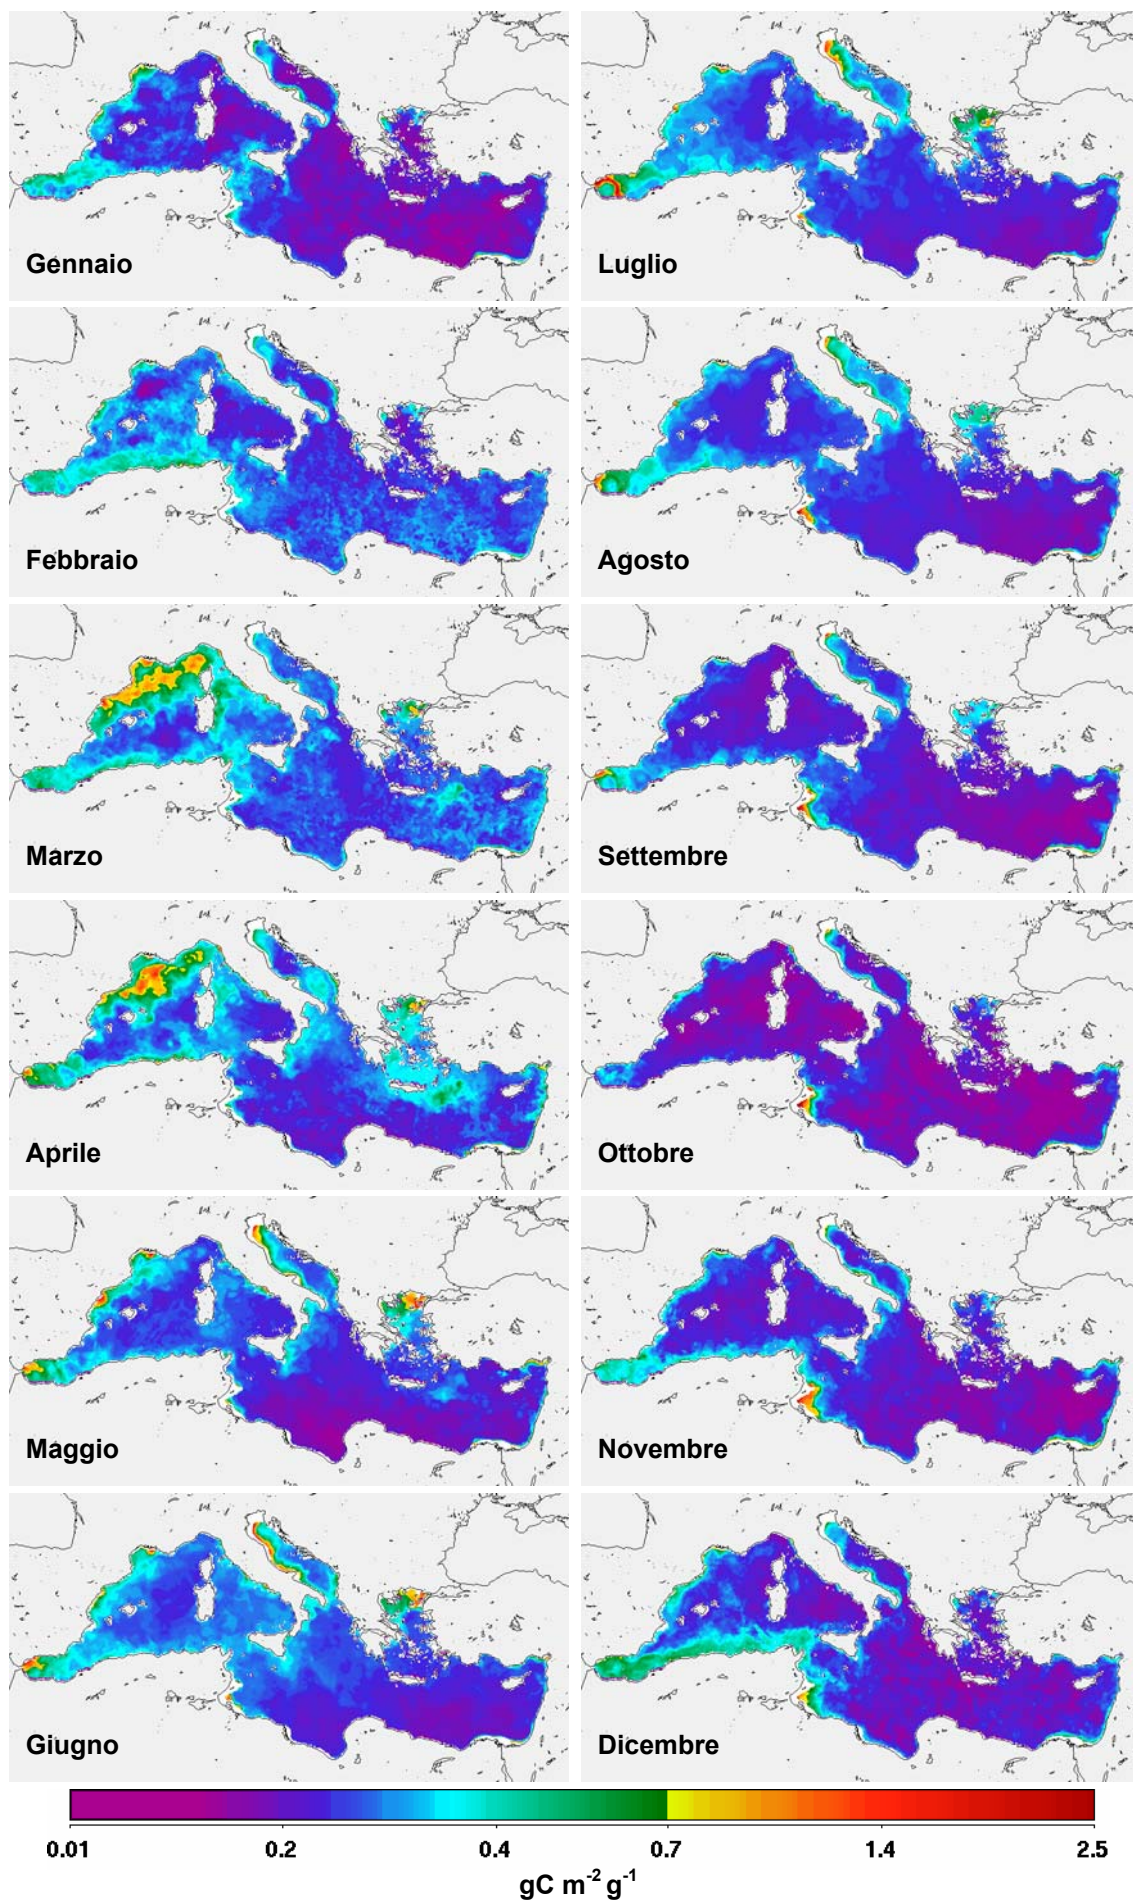 Gennaio
Luglio
Febbraio
Agosto
Marzo
Settembre
Aprile
Ottobre
Maggio
Novembre
Giugno
Dicembre
0.01 0.2 0.4 0.7 1.4 2.5
gC m⁻² g⁻¹